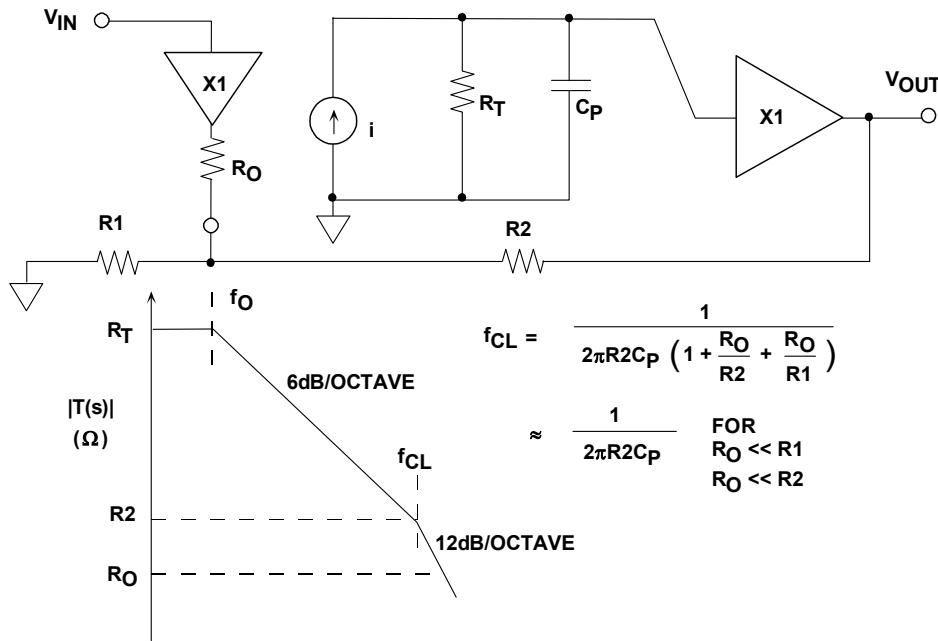 VIN
X1
RO
R1
i
RT
CP
X1
VOUT
R2
fO
RT
6dB/OCTAVE
|T(s)|
(Ω)
fCL
R2
12dB/OCTAVE
RO
fCL = 1 / 2πR2CP ( 1 + RO/R2 + RO/R1 )
≈ 1 / 2πR2CP
FOR
RO << R1
RO << R2